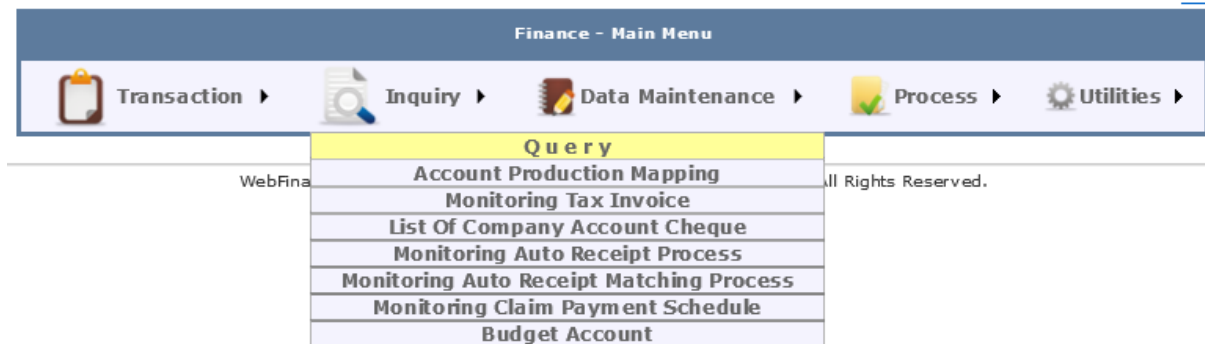 Finance - Main Menu
Transaction Inquiry Data Maintenance Process Utilities
Query
Account Production Mapping
WebFina ll Rights Reserved.
Monitoring Tax Invoice
List Of Company Account Cheque
Monitoring Auto Receipt Process
Monitoring Auto Receipt Matching Process
Monitoring Claim Payment Schedule
Budget Account